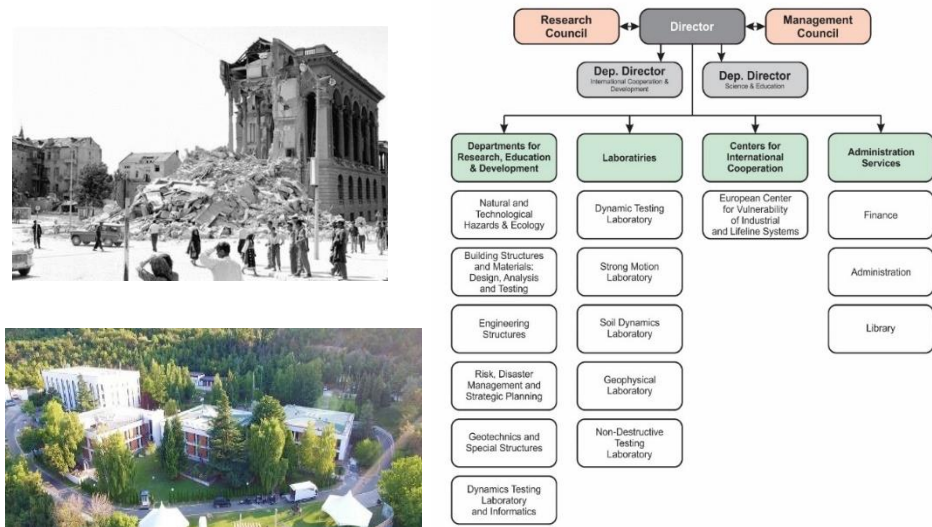 Research
Council
Director
Management
Council
Dep. Director
International Cooperation &
Development
Dep. Director
Science & Education
Departments for
Research, Education
& Development
Laboratiries
Centers for
International
Cooperation
Administration
Services
Natural and
Technological
Hazards & Ecology
Building Structures
and Materials:
Design, Analysis
and Testing
Engineering
Structures
Risk, Disaster
Management and
Strategic Planning
Geotechnics and
Special Structures
Dynamics Testing
Laboratory
and Informatics
Dynamic Testing
Laboratory
Strong Motion
Laboratory
Soil Dynamics
Laboratory
Geophysical
Laboratory
Non-Destructive
Testing
Laboratory
European Center
for Vulnerability
of Industrial
and Lifeline Systems
Finance
Administration
Library